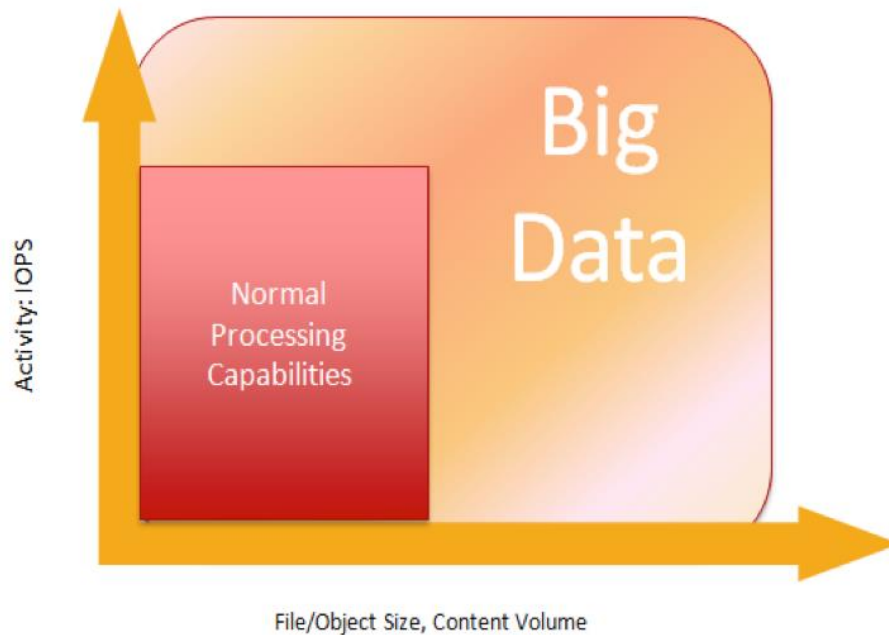 Big
Data
Normal
Processing
Capabilities
Activity: IOPS
File/Object Size, Content Volume